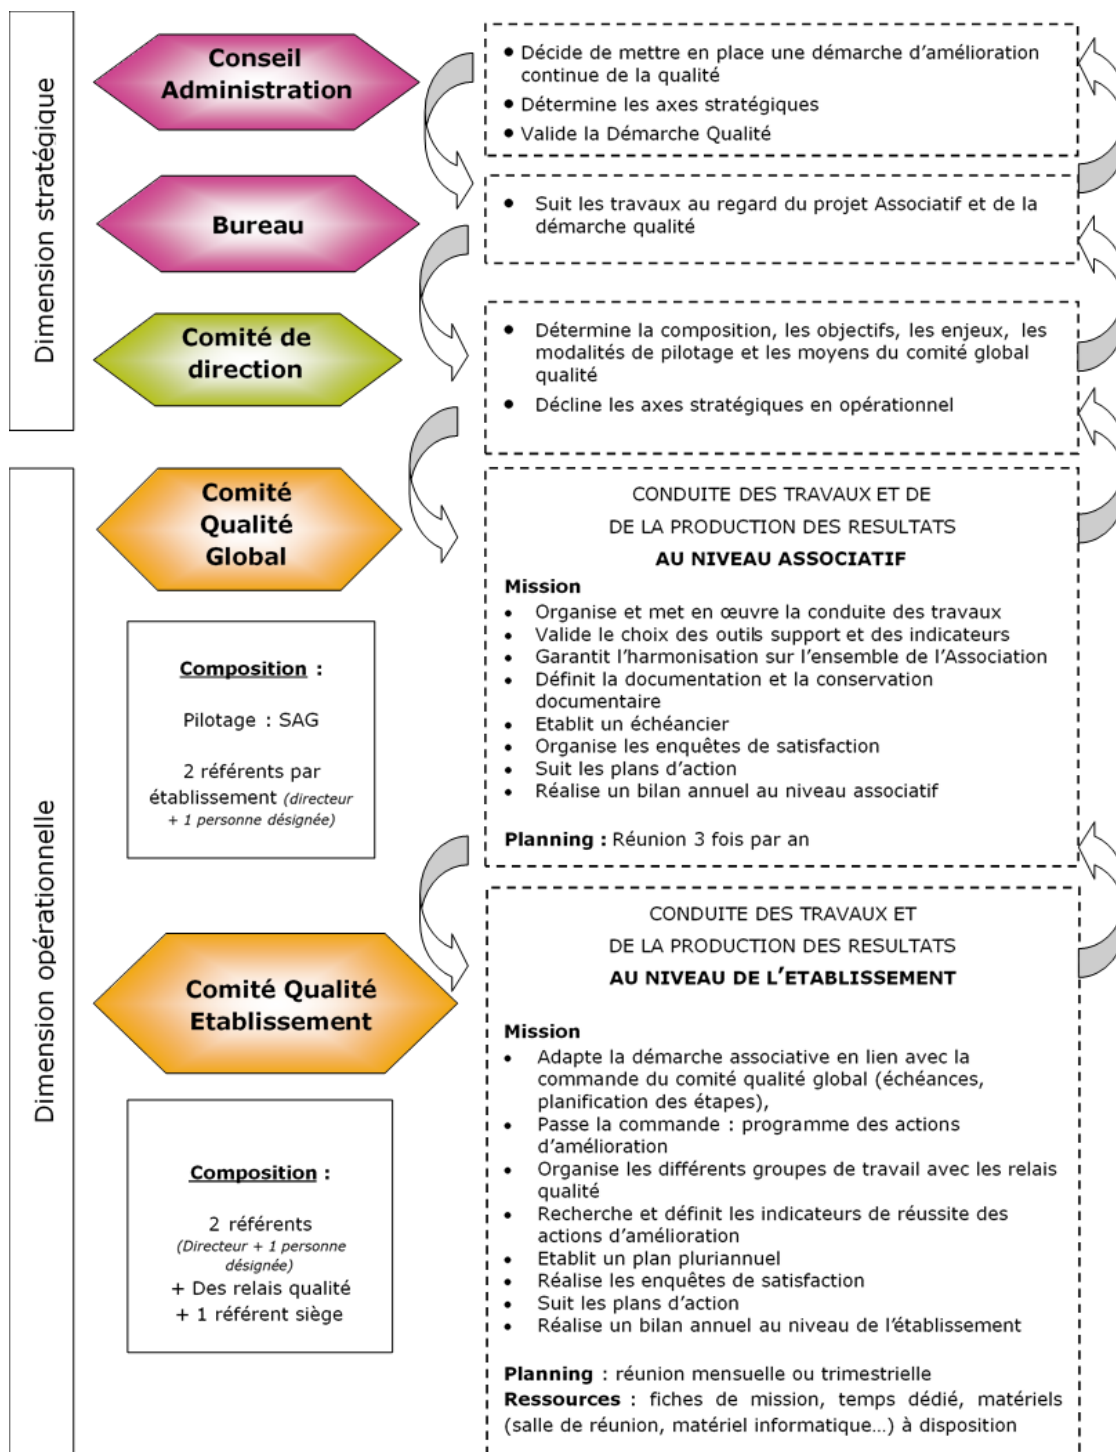 Dimension stratégique
Conseil
Administration
• Décide de mettre en place une démarche d'amélioration
continue de la qualité
• Détermine les axes stratégiques
• Valide la Démarche Qualité
Bureau
• Suit les travaux au regard du projet Associatif et de la
démarche qualité
Comité de
direction
• Détermine la composition, les objectifs, les enjeux, les
modalités de pilotage et les moyens du comité global
qualité
• Décline les axes stratégiques en opérationnel
Dimension opérationnelle
Comité
Qualité
Global
Composition :
Pilotage : SAG
2 référents par
établissement (directeur
+ 1 personne désignée)
CONDUITE DES TRAVAUX ET DE
DE LA PRODUCTION DES RESULTATS
AU NIVEAU ASSOCIATIF
Mission
• Organise et met en œuvre la conduite des travaux
• Valide le choix des outils support et des indicateurs
• Garantit l'harmonisation sur l'ensemble de l'Association
• Définit la documentation et la conservation
documentaire
• Etablit un échéancier
• Organise les enquêtes de satisfaction
• Suit les plans d'action
• Réalise un bilan annuel au niveau associatif
Planning : Réunion 3 fois par an
Comité Qualité
Etablissement
Composition :
2 référents
(Directeur + 1 personne
désignée)
+ Des relais qualité
+ 1 référent siège
CONDUITE DES TRAVAUX ET
DE LA PRODUCTION DES RESULTATS
AU NIVEAU DE L'ETABLISSEMENT
Mission
• Adapte la démarche associative en lien avec la
commande du comité qualité global (échéances,
planification des étapes),
• Passe la commande : programme des actions
d'amélioration
• Organise les différents groupes de travail avec les relais
qualité
• Recherche et définit les indicateurs de réussite des
actions d'amélioration
• Etablit un plan pluriannuel
• Réalise les enquêtes de satisfaction
• Suit les plans d'action
• Réalise un bilan annuel au niveau de l'établissement
Planning : réunion mensuelle ou trimestrielle
Ressources : fiches de mission, temps dédié, matériels
(salle de réunion, matériel informatique…) à disposition